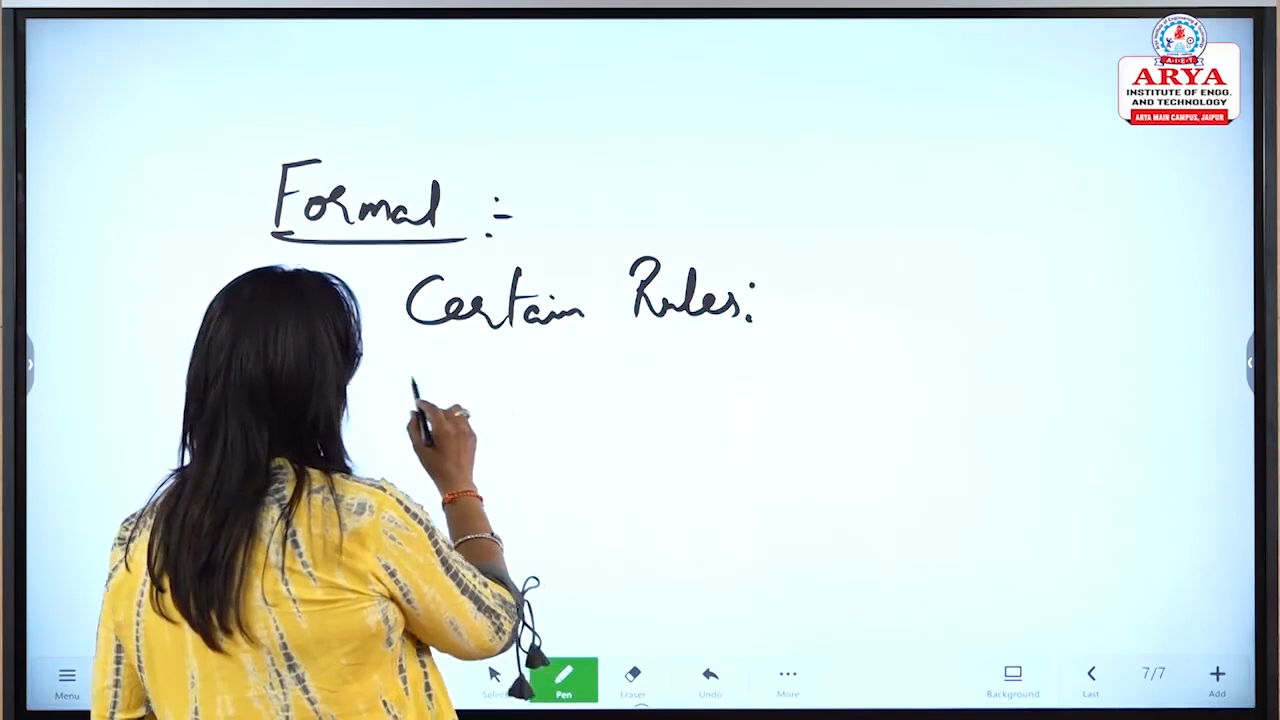 ARYA
INSTITUTE OF ENGG.
AND TECHNOLOGY
ARYA MAIN CAMPUS, JAIPUR
A.I.E.T
Formal :-
Certain Rules:
Menu
Select
Pen
Eraser
Undo
More
Background
Last
7/7
Add